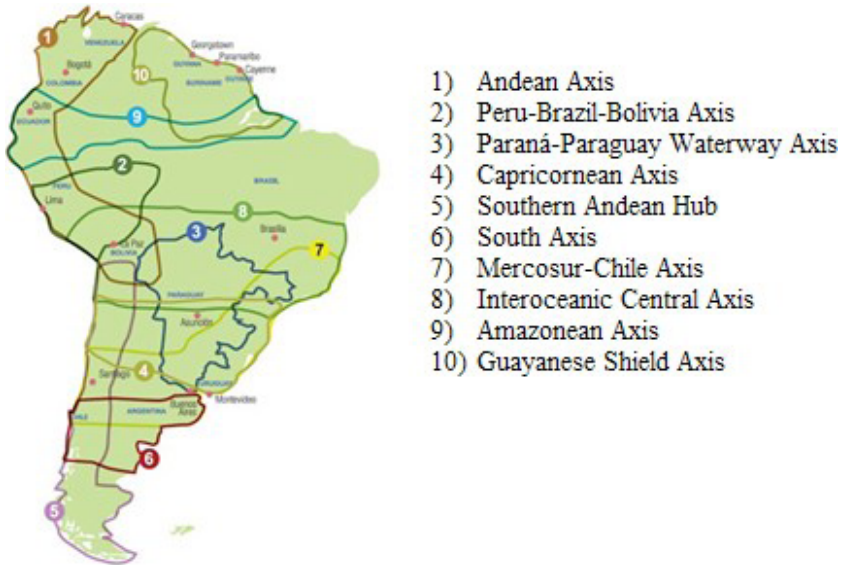 Caracas
1
VENEZUELA
Georgetown
Paramaribo
GUYANA
Cayenne
10
SURINAME
GUYANE
Bogotá
COLOMBIA
Quito
ECUADOR
9
2
PERU
BRASIL
Lima
8
Brasilia
3
La Paz
BOLIVIA
7
PARAGUAY
Asunción
4
Santiago
URUGUAY
Buenos
Aires
Montevideo
CHILE
ARGENTINA
6
5
1) Andean Axis
2) Peru-Brazil-Bolivia Axis
3) Paraná-Paraguay Waterway Axis
4) Capricornean Axis
5) Southern Andean Hub
6) South Axis
7) Mercosur-Chile Axis
8) Interoceanic Central Axis
9) Amazonean Axis
10) Guayanese Shield Axis